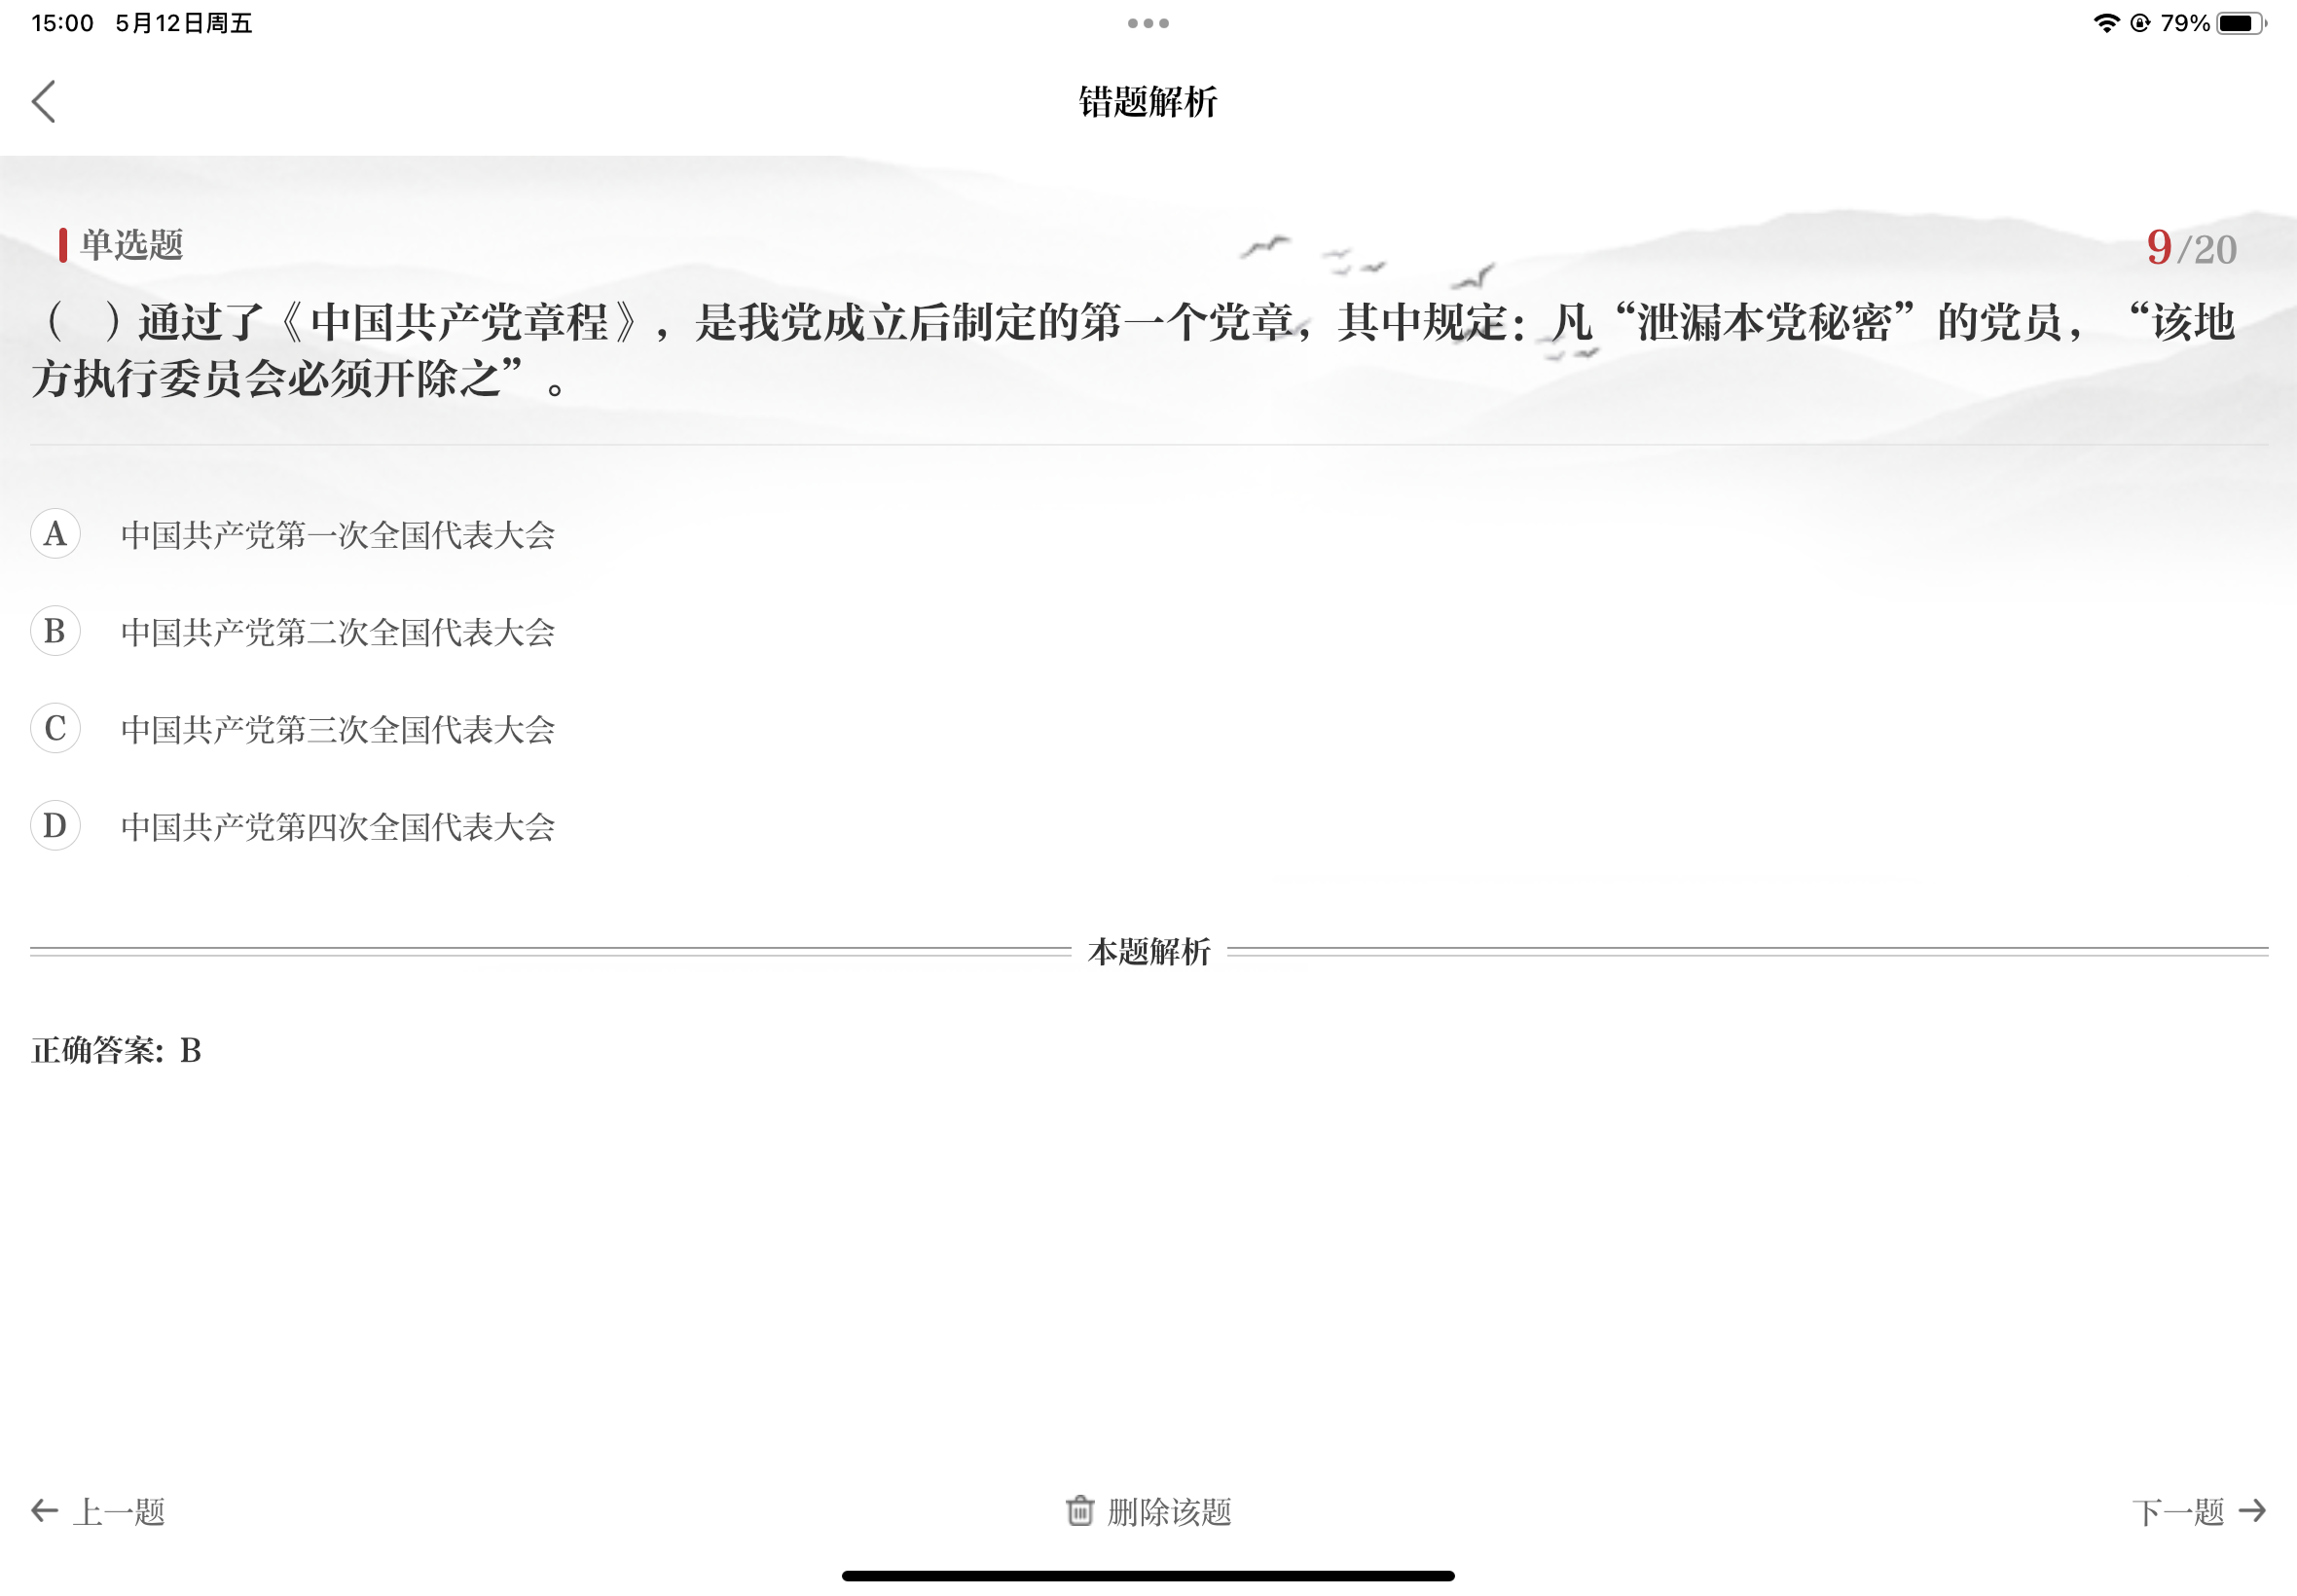 15:00 5月12日周五
79%
错题解析
单选题
9/20
（ ）通过了《中国共产党章程》，是我党成立后制定的第一个党章，其中规定：凡“泄漏本党秘密”的党员，“该地
方执行委员会必须开除之”。
A 中国共产党第一次全国代表大会
B 中国共产党第二次全国代表大会
C 中国共产党第三次全国代表大会
D 中国共产党第四次全国代表大会
本题解析
正确答案: B
上一题
删除该题
下一题